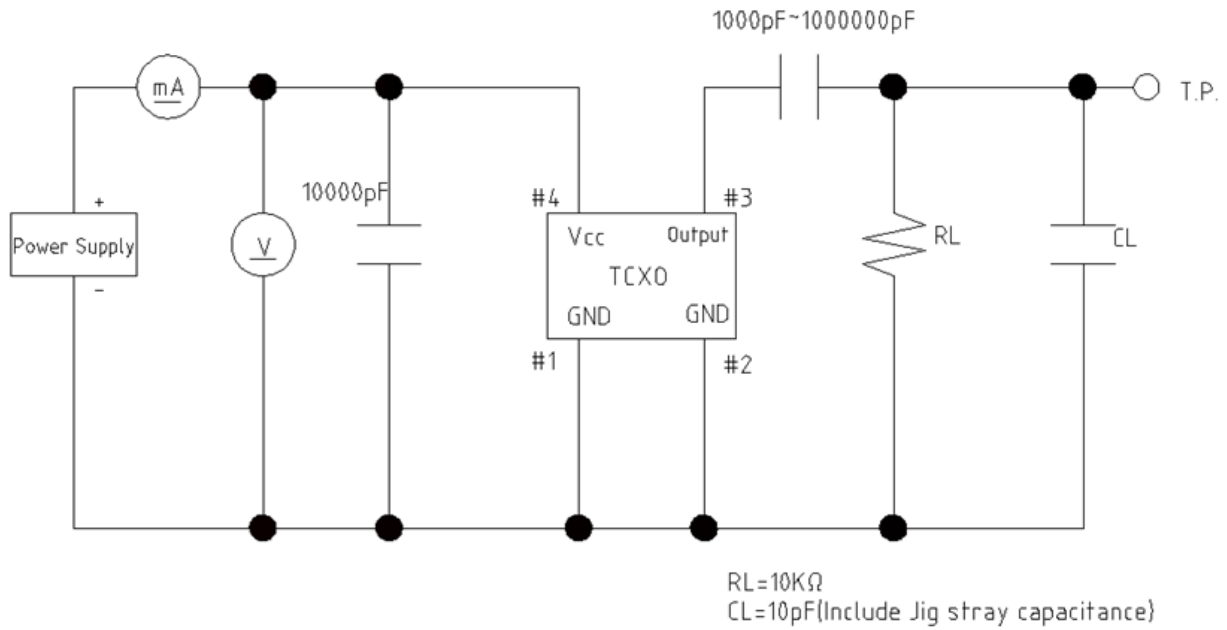 1000pF~1000000pF
mA
T.P.
10000pF
#4
#3
+
Power Supply
-
V
Vcc
Output
TCXO
GND
GND
RL
CL
#1
#2
RL=10KΩ
CL=10pF(Include Jig stray capacitance)